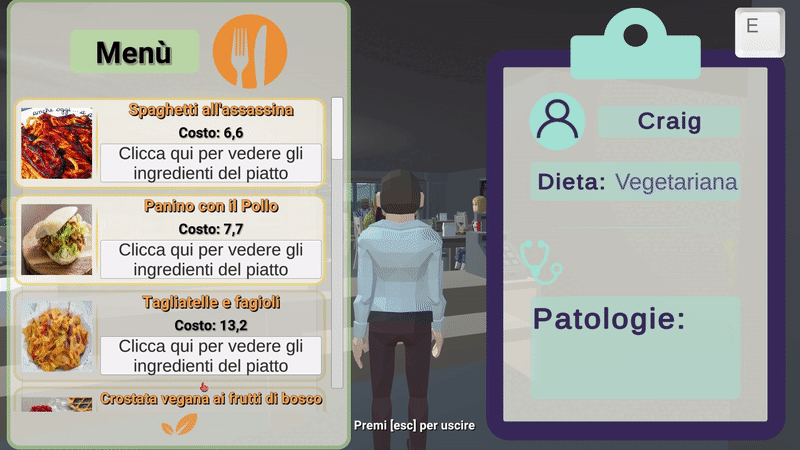 Menù
Spaghetti all'assassina
Costo: 6,6
Clicca qui per vedere gli
ingredienti del piatto
Panino con il Pollo
Costo: 7,7
Clicca qui per vedere gli
ingredienti del piatto
Tagliatelle e fagioli
Costo: 13,2
Clicca qui per vedere gli
ingredienti del piatto
Crostata vegana ai frutti di bosco
Premi [esc] per uscire
E
Craig
Dieta: Vegetariana
Patologie: